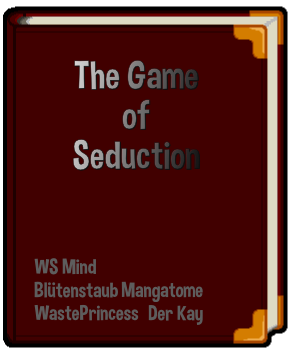 The Game
of
Seduction
WS Mind
Blütenstaub Mangatome
WastePrincess Der Kay